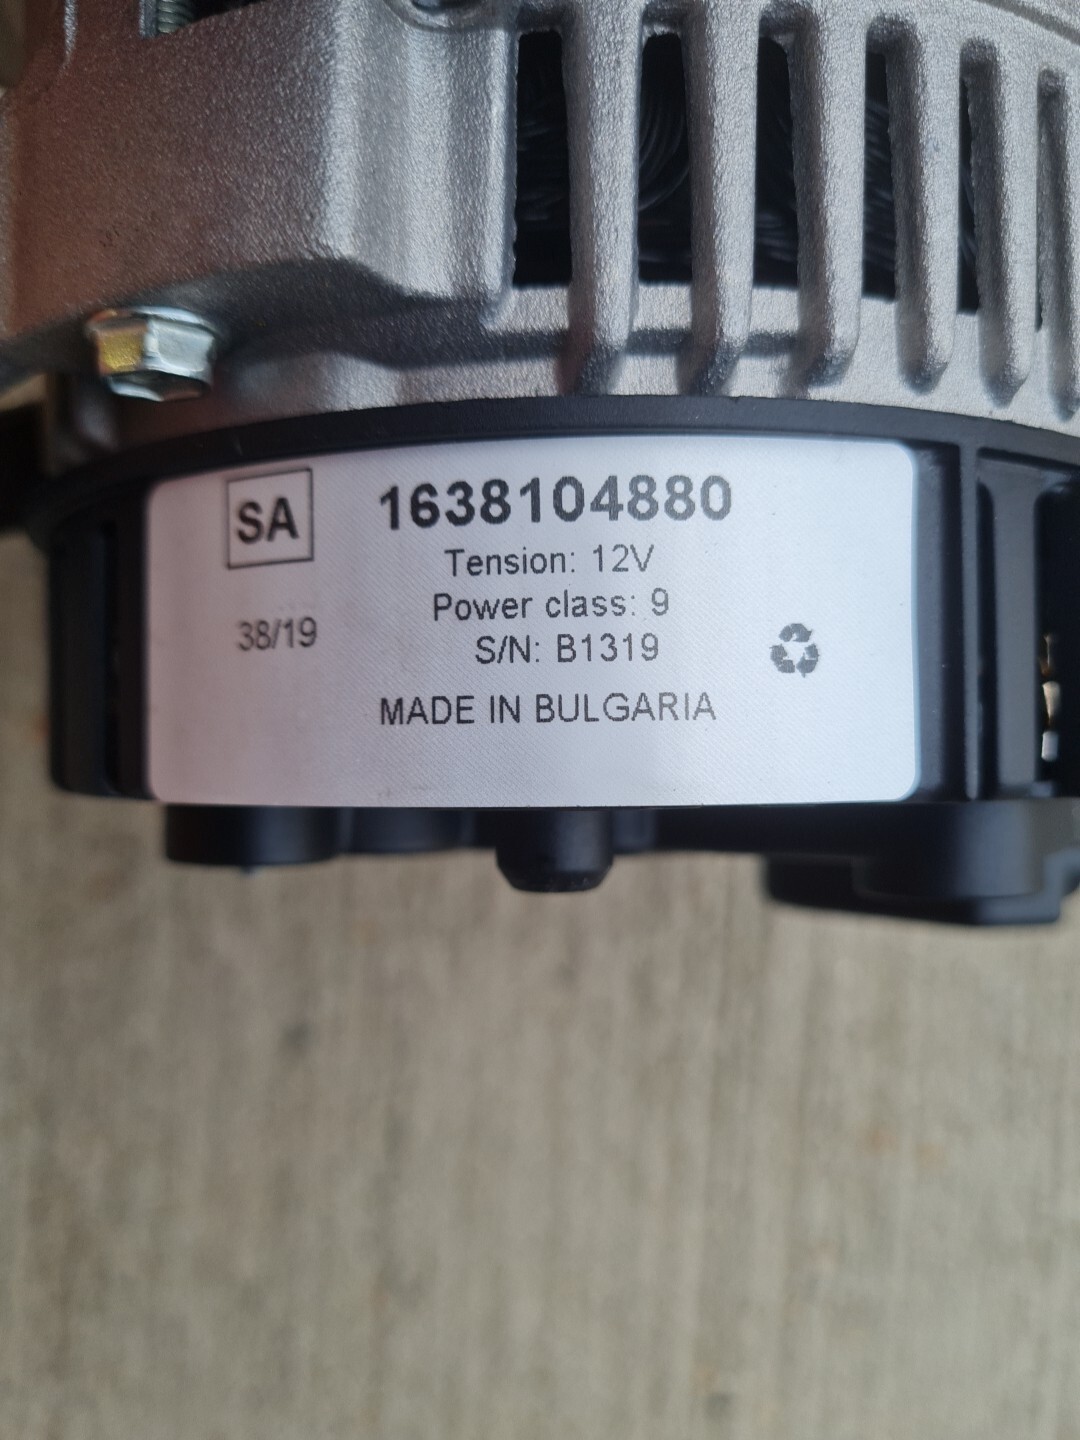 SA
1638104880
Tension: 12V
Power class: 9
38/19
S/N: B1319
MADE IN BULGARIA